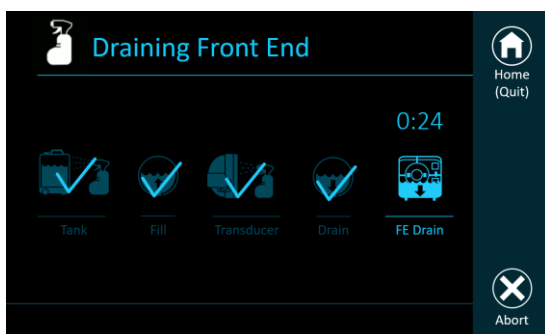 Draining Front End
Home
(Quit)
0:24
Tank
Fill
Transducer
Drain
FE Drain
Abort